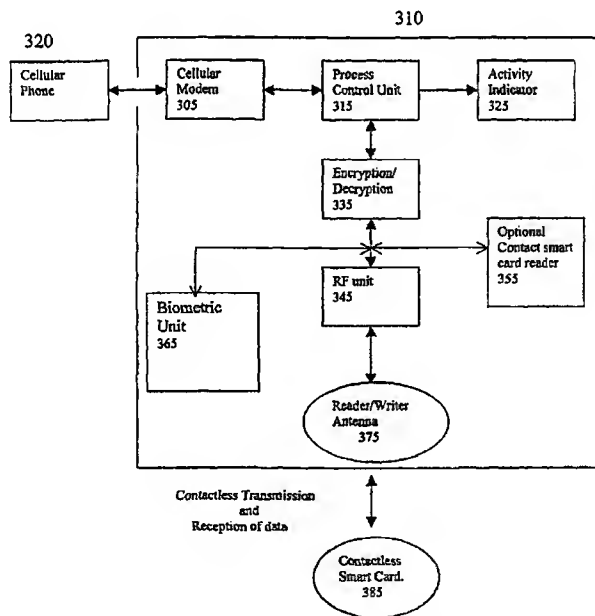 310
320
Cellular
Phone
Cellular
Modem
305
Process
Control Unit
315
Activity
Indicator
325
Encryption/
Decryption
335
Optional
Contact smart
card reader
355
RF unit
345
Biometric
Unit
365
Reader/Writer
Antenna
375
Contactless Transmission
and
Reception of data
Contactless
Smart Card.
385